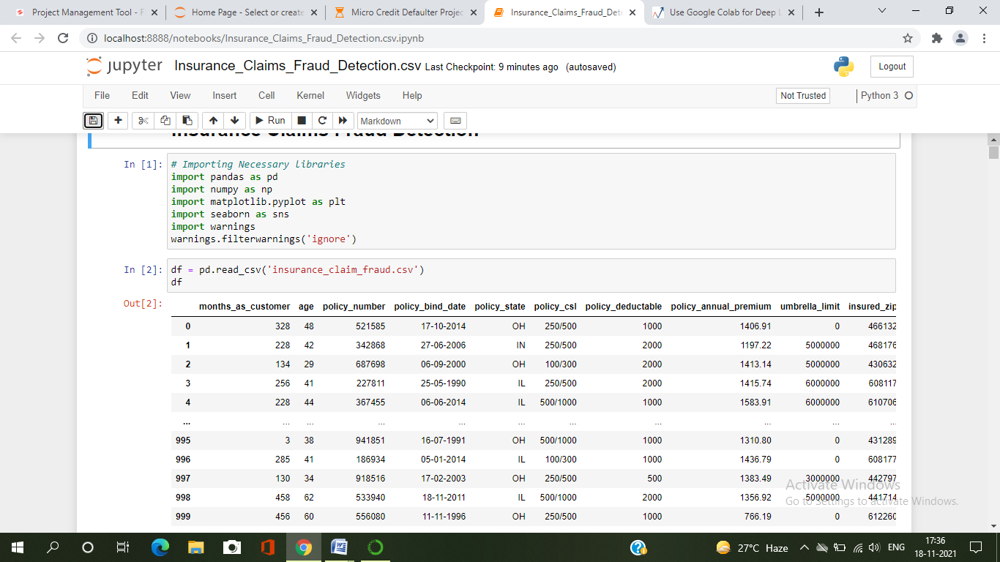 Project Management Tool - F
Home Page - Select or create
Micro Credit Defaulter Projec
Insurance_Claims_Fraud_Dete
Use Google Colab for Deep L
localhost:8888/notebooks/Insurance_Claims_Fraud_Detection.csv.ipynb
jupyter Insurance_Claims_Fraud_Detection.csv Last Checkpoint: 9 minutes ago (autosaved)
Logout
File Edit View Insert Cell Kernel Widgets Help
Not Trusted
Python 3
Run
Markdown
Insurance Claims Fraud Detection
In [1]: # Importing Necessary libraries
import pandas as pd
import numpy as np
import matplotlib.pyplot as plt
import seaborn as sns
import warnings
warnings.filterwarnings('ignore')
In [2]: df = pd.read_csv('insurance_claim_fraud.csv')
df
Out[2]:
months_as_customer age policy_number policy_bind_date policy_state policy_csl policy_deductable policy_annual_premium umbrella_limit insured_zip
0 328 48 521585 17-10-2014 OH 250/500 1000 1406.91 0 466132
1 228 42 342868 27-06-2006 IN 250/500 2000 1197.22 5000000 468176
2 134 29 687698 06-09-2000 OH 100/300 2000 1413.14 5000000 430632
3 256 41 227811 25-05-1990 IL 250/500 2000 1415.74 6000000 608117
4 228 44 367455 06-06-2014 IL 500/1000 1000 1583.91 6000000 610706
... ... ... ... ... ... ... ... ... ... ...
995 3 38 941851 16-07-1991 OH 500/1000 1000 1310.80 0 431289
996 285 41 186934 05-01-2014 IL 100/300 1000 1436.79 0 608177
997 130 34 918516 17-02-2003 OH 250/500 500 1383.49 3000000 442797
998 458 62 533940 18-11-2011 IL 500/1000 2000 1356.92 5000000 441714
999 456 60 556080 11-11-1996 OH 250/500 1000 766.19 0 612260
Activate Windows
Go to Settings to activate Windows.
27°C Haze
ENG
17:36
18-11-2021